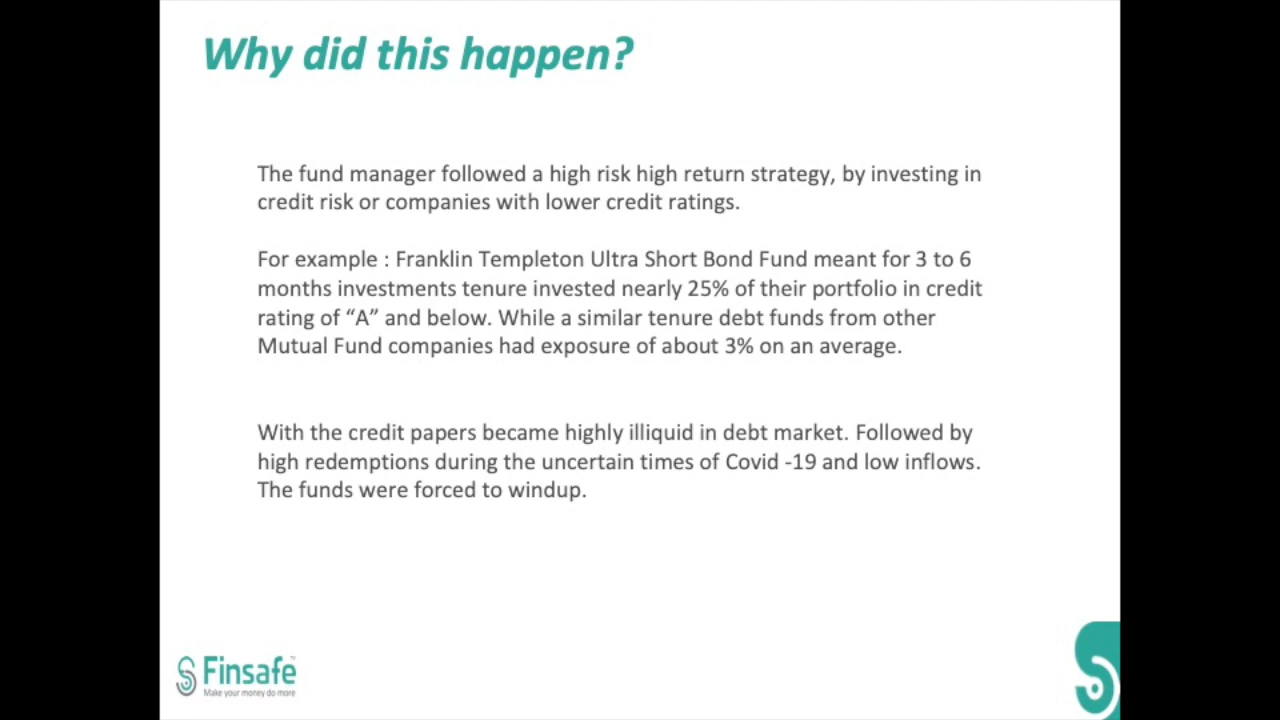 Why did this happen?
The fund manager followed a high risk high return strategy, by investing in
credit risk or companies with lower credit ratings.
For example : Franklin Templeton Ultra Short Bond Fund meant for 3 to 6
months investments tenure invested nearly 25% of their portfolio in credit
rating of “A” and below. While a similar tenure debt funds from other
Mutual Fund companies had exposure of about 3% on an average.
With the credit papers became highly illiquid in debt market. Followed by
high redemptions during the uncertain times of Covid -19 and low inflows.
The funds were forced to windup.
Finsafe
Make your money do more